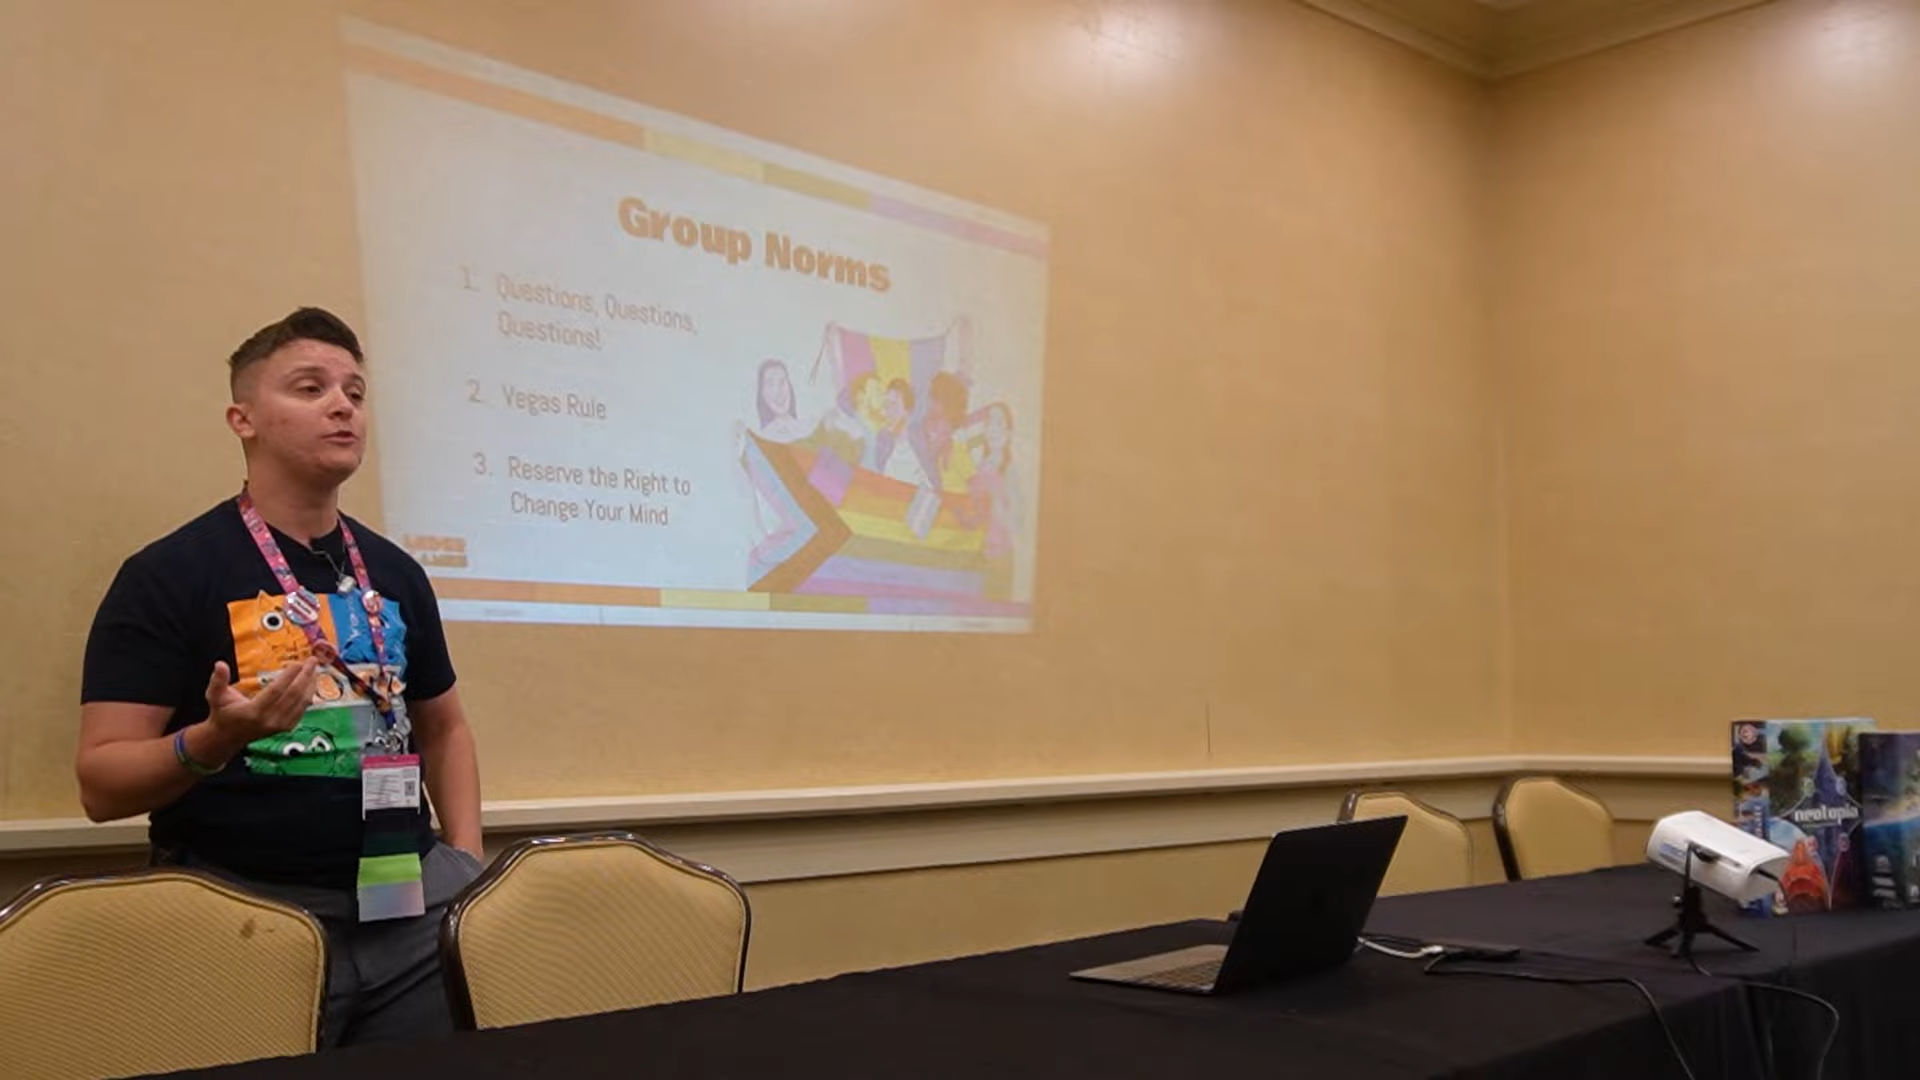 Group Norms
1. Questions, Questions,
Questions!
2. Vegas Rule
3. Reserve the Right to
Change Your Mind
neotopia